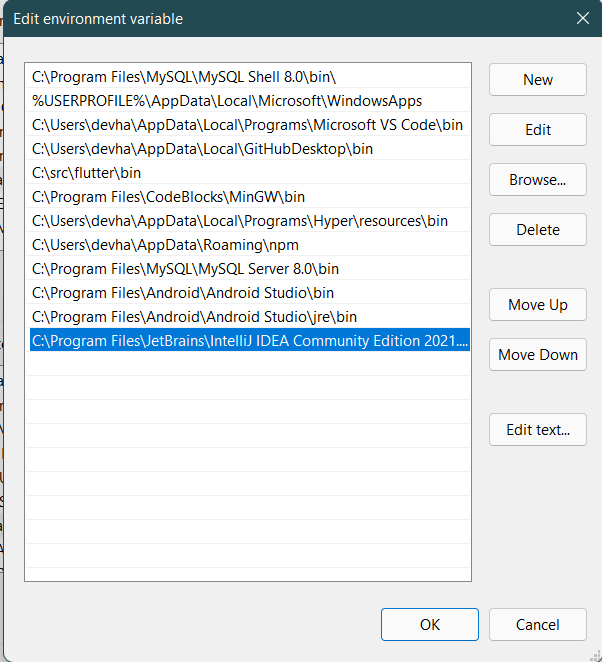 Edit environment variable
C:\Program Files\MySQL\MySQL Shell 8.0\bin\
%USERPROFILE%\AppData\Local\Microsoft\WindowsApps
C:\Users\devha\AppData\Local\Programs\Microsoft VS Code\bin
C:\Users\devha\AppData\Local\GitHubDesktop\bin
C:\src\flutter\bin
C:\Program Files\CodeBlocks\MinGW\bin
C:\Users\devha\AppData\Local\Programs\Hyper\resources\bin
C:\Users\devha\AppData\Roaming\npm
C:\Program Files\MySQL\MySQL Server 8.0\bin
C:\Program Files\Android\Android Studio\bin
C:\Program Files\Android\Android Studio\jre\bin
C:\Program Files\JetBrains\IntelliJ IDEA Community Edition 2021....
New
Edit
Browse...
Delete
Move Up
Move Down
Edit text...
OK
Cancel